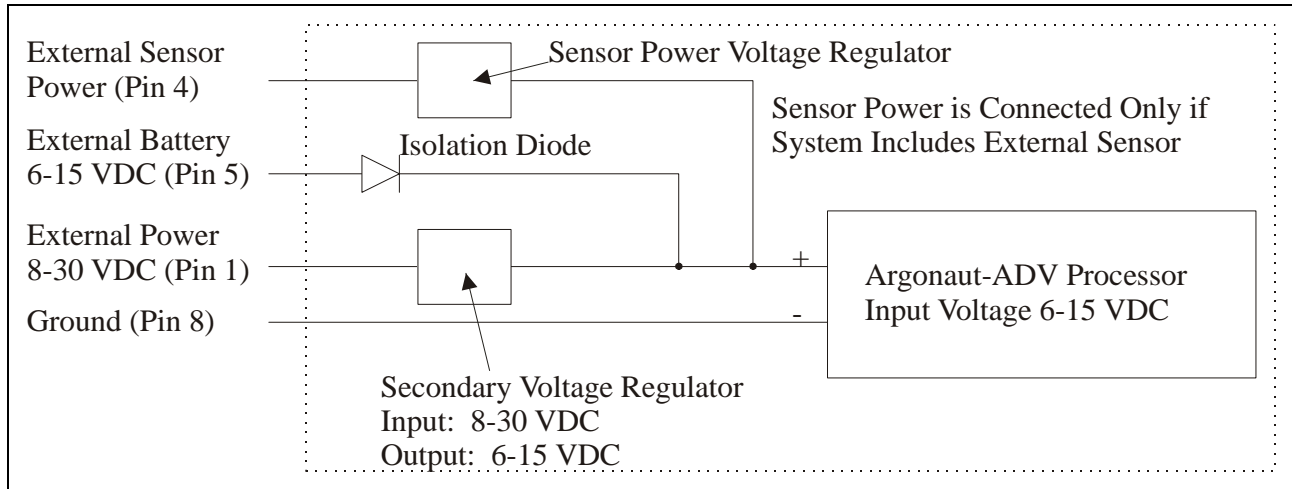 External Sensor
Power (Pin 4)
Sensor Power Voltage Regulator
Sensor Power is Connected Only if
System Includes External Sensor
External Battery
6-15 VDC (Pin 5)
Isolation Diode
External Power
8-30 VDC (Pin 1)
Ground (Pin 8)
+
-
Argonaut-ADV Processor
Input Voltage 6-15 VDC
Secondary Voltage Regulator
Input: 8-30 VDC
Output: 6-15 VDC